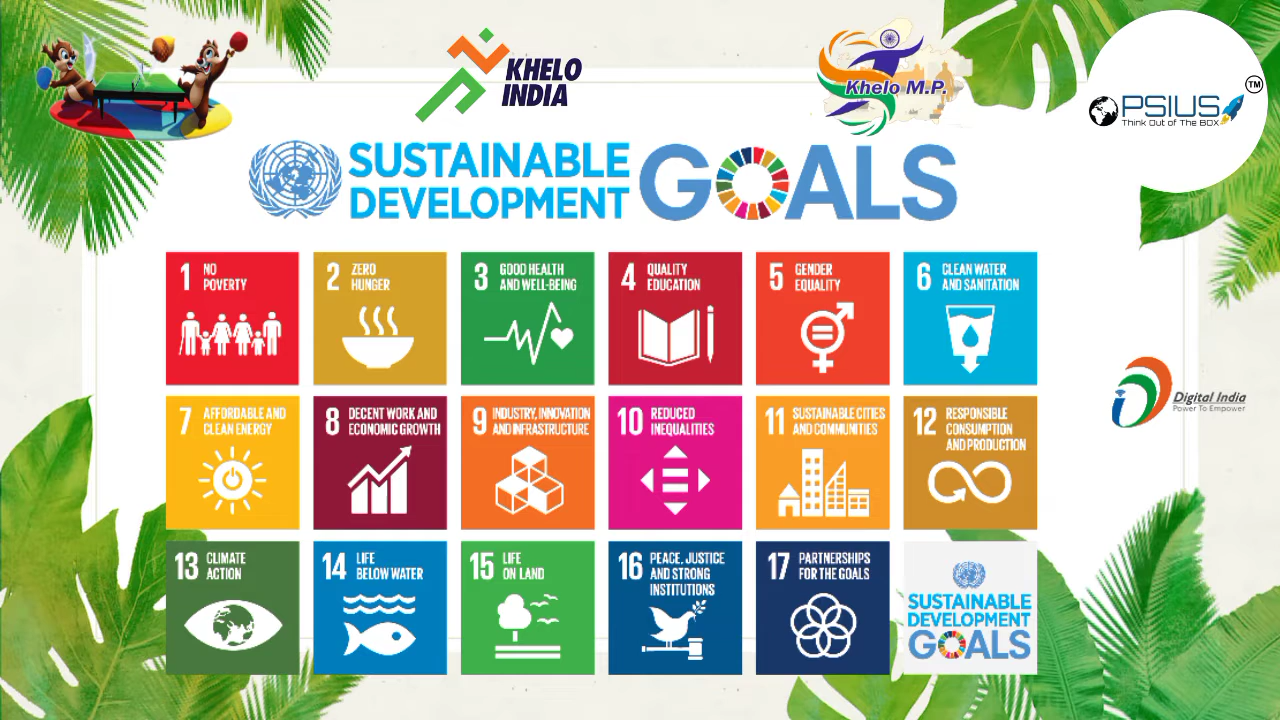 KHELO
INDIA
Khelo M.P.
PSIUS
TM
Think Out of The BOX
SUSTAINABLE
DEVELOPMENT
GOALS
1 NO
POVERTY
2 ZERO
HUNGER
3 GOOD HEALTH
AND WELL-BEING
4 QUALITY
EDUCATION
5 GENDER
EQUALITY
6 CLEAN WATER
AND SANITATION
7 AFFORDABLE AND
CLEAN ENERGY
8 DECENT WORK AND
ECONOMIC GROWTH
9 INDUSTRY, INNOVATION
AND INFRASTRUCTURE
10 REDUCED
INEQUALITIES
11 SUSTAINABLE CITIES
AND COMMUNITIES
12 RESPONSIBLE
CONSUMPTION
AND PRODUCTION
Digital India
Power To Empower
13 CLIMATE
ACTION
14 LIFE
BELOW WATER
15 LIFE
ON LAND
16 PEACE, JUSTICE
AND STRONG
INSTITUTIONS
17 PARTNERSHIPS
FOR THE GOALS
SUSTAINABLE
DEVELOPMENT
GOALS